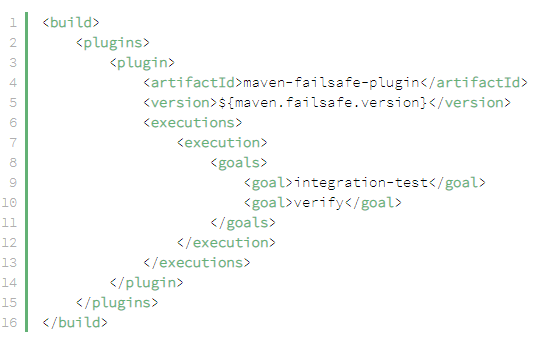 1 <build>
2     <plugins>
3         <plugin>
4             <artifactId>maven-failsafe-plugin</artifactId>
5             <version>${maven.failsafe.version}</version>
6             <executions>
7                 <execution>
8                     <goals>
9                         <goal>integration-test</goal>
10                         <goal>verify</goal>
11                     </goals>
12                 </execution>
13             </executions>
14         </plugin>
15     </plugins>
16 </build>